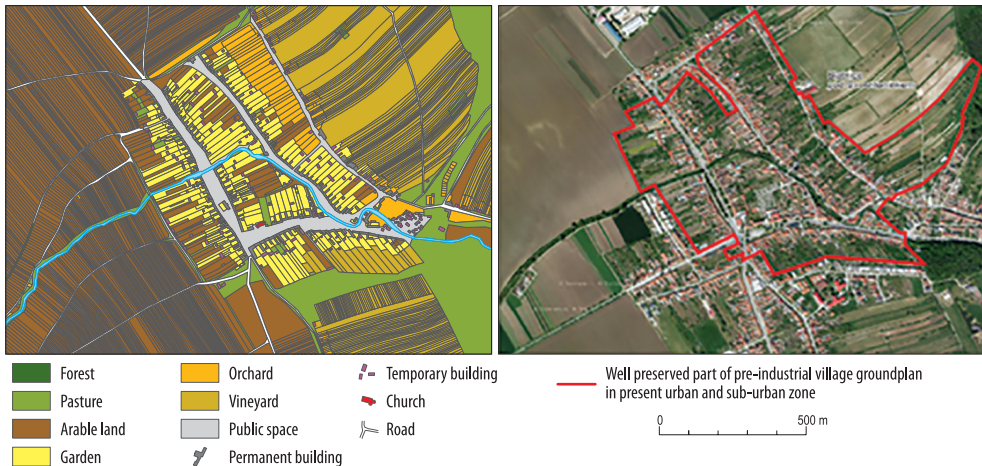 Forest
Pasture
Arable land
Garden
Orchard
Vineyard
Public space
Permanent building
Temporary building
Church
Road
Well preserved part of pre-industrial village groundplan
in present urban and sub-urban zone
0 500 m